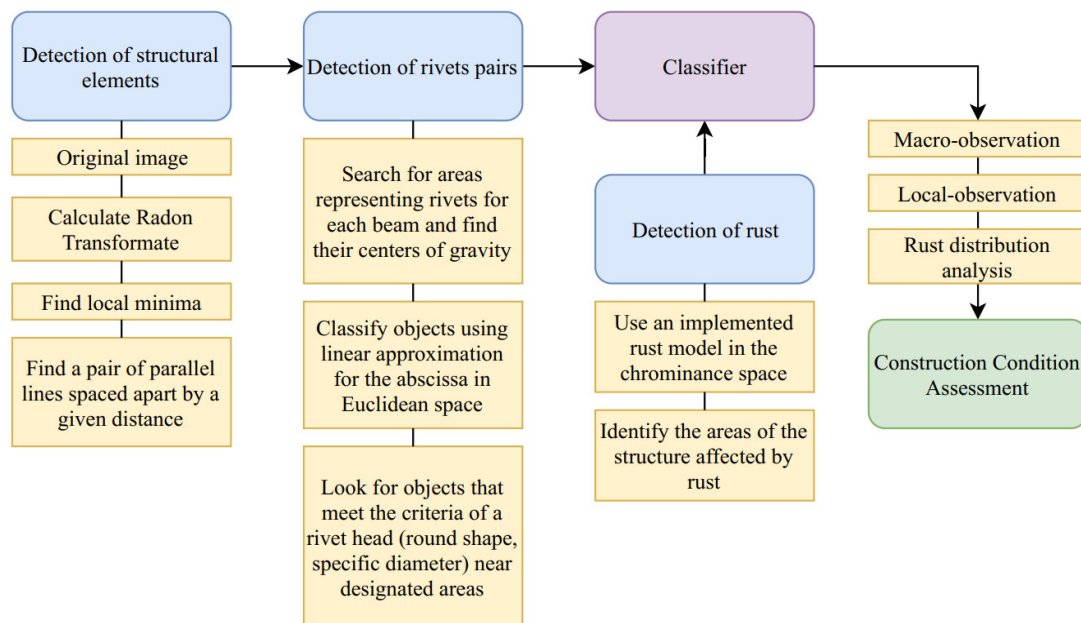 Detection of structural
elements
Original image
Calculate Radon
Transformate
Find local minima
Find a pair of parallel
lines spaced apart by a
given distance
Detection of rivets pairs
Search for areas
representing rivets for
each beam and find
their centers of gravity
Classify objects using
linear approximation
for the abscissa in
Euclidean space
Look for objects that
meet the criteria of a
rivet head (round shape,
specific diameter) near
designated areas
Classifier
Detection of rust
Use an implemented
rust model in the
chrominance space
Identify the areas of the
structure affected by
rust
Macro-observation
Local-observation
Rust distribution
analysis
Construction Condition
Assessment